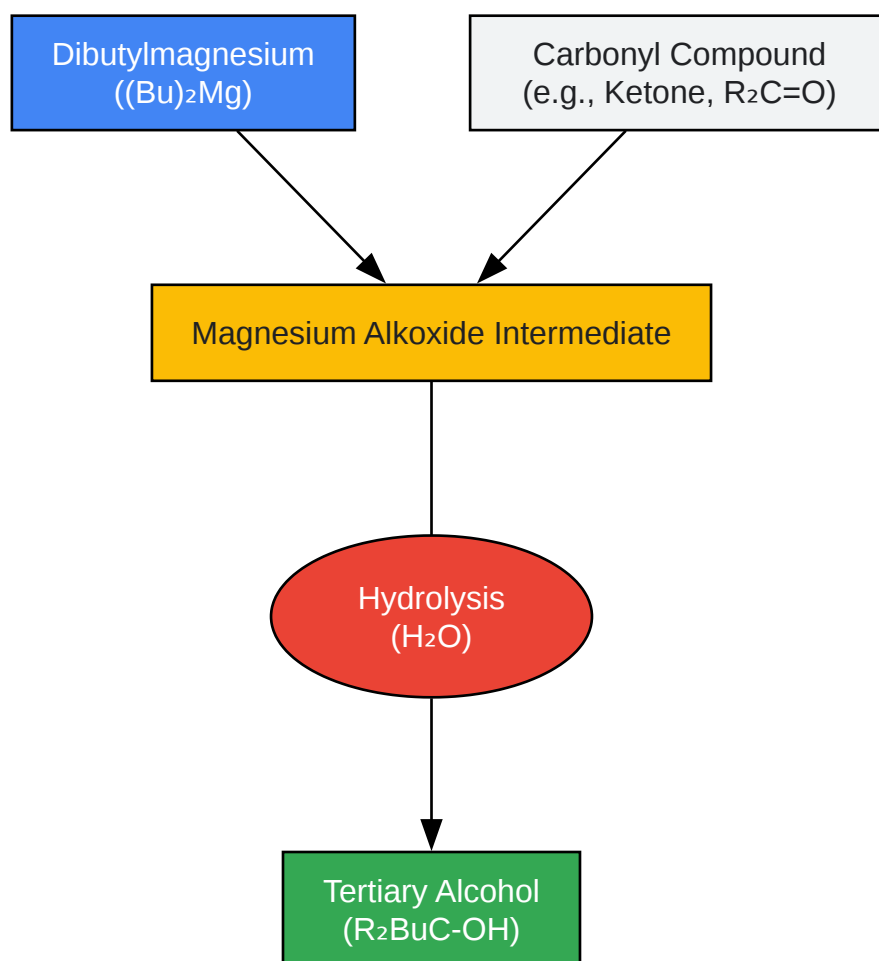 Dibutylmagnesium
((Bu)₂Mg)
Carbonyl Compound
(e.g., Ketone, R₂C=O)
Magnesium Alkoxide Intermediate
Hydrolysis
(H₂O)
Tertiary Alcohol
(R₂BuC-OH)